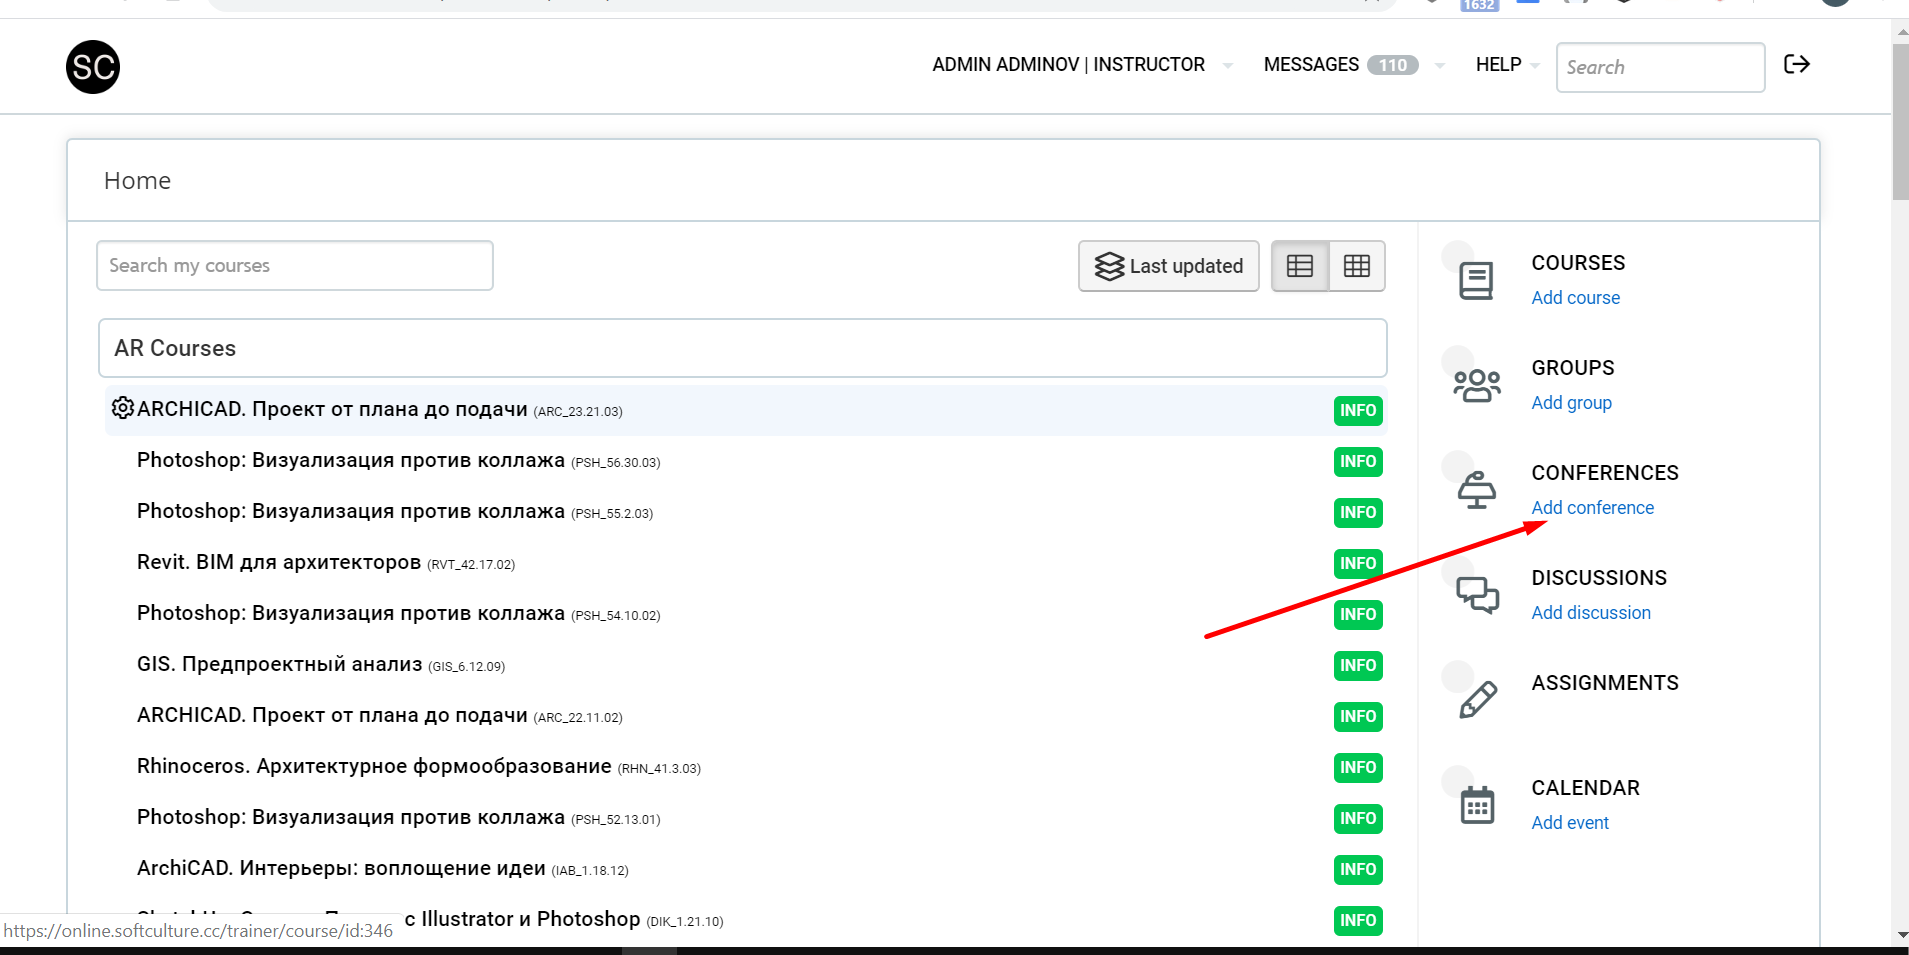 1632
SC
ADMIN ADMINOV | INSTRUCTOR
MESSAGES 110
HELP
Search
Home
Search my courses
Last updated
AR Courses
ARCHICAD. Проект от плана до подачи (ARC_23.21.03) INFO
Photoshop: Визуализация против коллажа (PSH_56.30.03) INFO
Photoshop: Визуализация против коллажа (PSH_55.2.03) INFO
Revit. BIM для архитекторов (RVT_42.17.02) INFO
Photoshop: Визуализация против коллажа (PSH_54.10.02) INFO
GIS. Предпроектный анализ (GIS_6.12.09) INFO
ARCHICAD. Проект от плана до подачи (ARC_22.11.02) INFO
Rhinoceros. Архитектурное формообразование (RHN_41.3.03) INFO
Photoshop: Визуализация против коллажа (PSH_52.13.01) INFO
ArchiCAD. Интерьеры: воплощение идеи (IAB_1.18.12) INFO
с Illustrator и Photoshop (DIK_1.21.10) INFO
https://online.softculture.cc/trainer/course/id:346
COURSES
Add course
GROUPS
Add group
CONFERENCES
Add conference
DISCUSSIONS
Add discussion
ASSIGNMENTS
CALENDAR
Add event